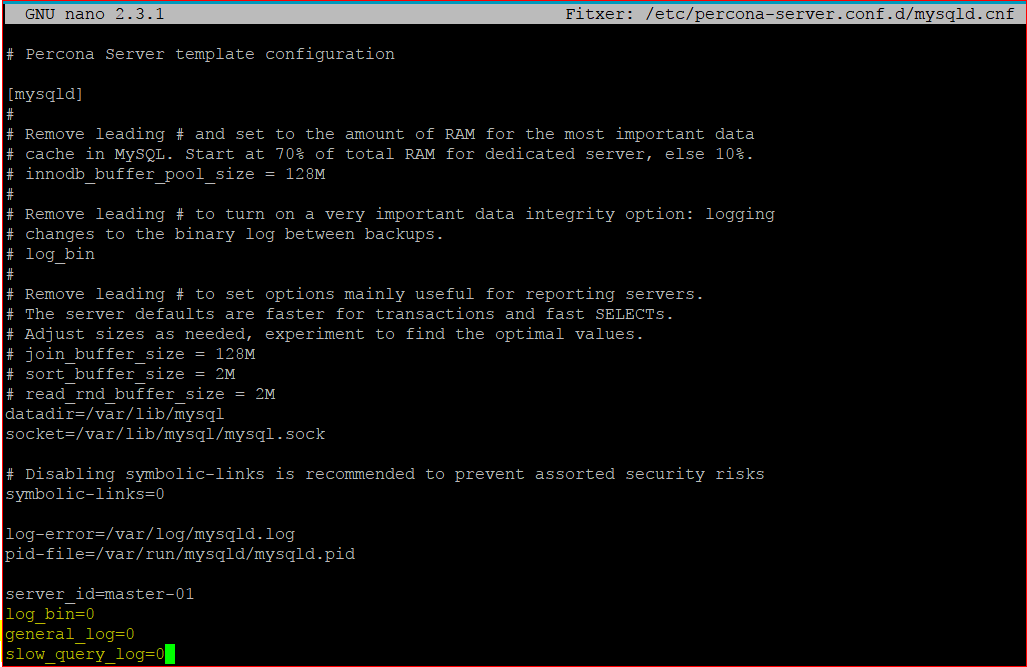 GNU nano 2.3.1 Fitxer: /etc/percona-server.conf.d/mysqld.cnf
# Percona Server template configuration
[mysqld]
#
# Remove leading # and set to the amount of RAM for the most important data
# cache in MySQL. Start at 70% of total RAM for dedicated server, else 10%.
# innodb_buffer_pool_size = 128M
#
# Remove leading # to turn on a very important data integrity option: logging
# changes to the binary log between backups.
# log_bin
#
# Remove leading # to set options mainly useful for reporting servers.
# The server defaults are faster for transactions and fast SELECTs.
# Adjust sizes as needed, experiment to find the optimal values.
# join_buffer_size = 128M
# sort_buffer_size = 2M
# read_rnd_buffer_size = 2M
datadir=/var/lib/mysql
socket=/var/lib/mysql/mysql.sock
# Disabling symbolic-links is recommended to prevent assorted security risks
symbolic-links=0
log-error=/var/log/mysqld.log
pid-file=/var/run/mysqld/mysqld.pid
server_id=master-01
log_bin=0
general_log=0
slow_query_log=0